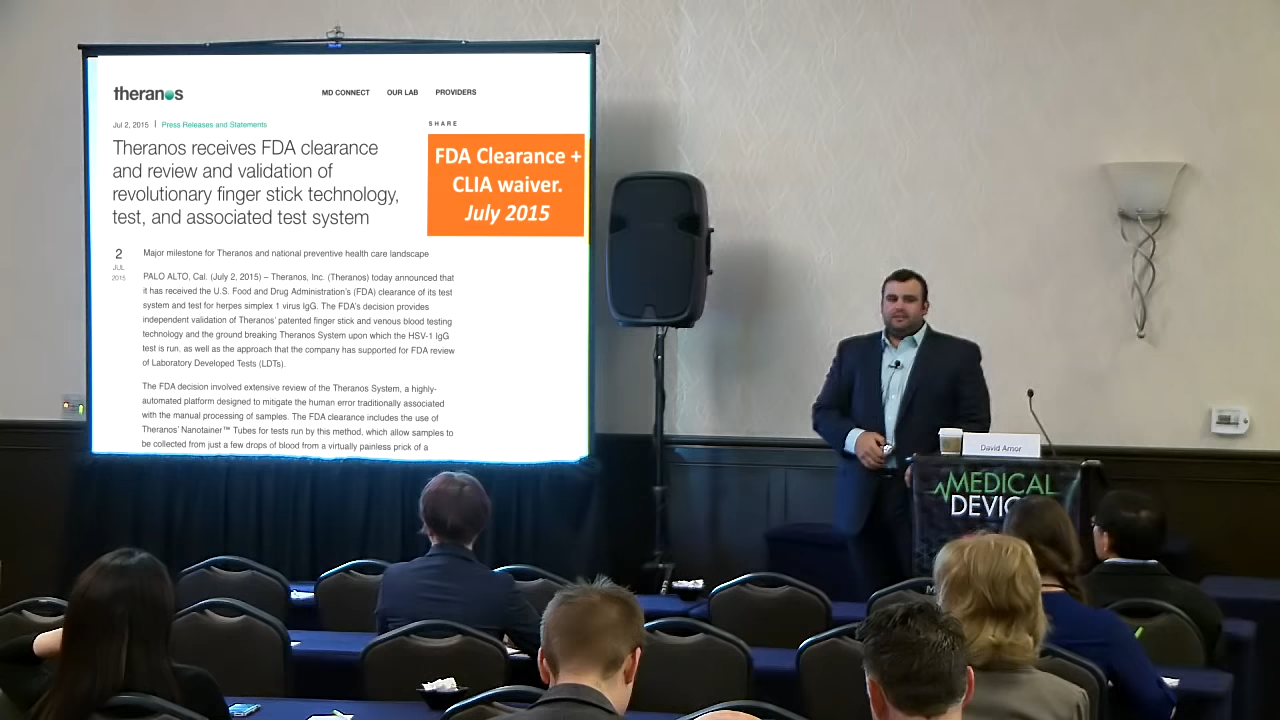 theranos
MD CONNECT OUR LAB PROVIDERS
Jul 2, 2015 | Press Releases and Statements
SHARE
Theranos receives FDA clearance
and review and validation of
revolutionary finger stick technology,
test, and associated test system
FDA Clearance +
CLIA waiver.
July 2015
2
JUL
2015
Major milestone for Theranos and national preventive health care landscape
PALO ALTO, Cal. (July 2, 2015) – Theranos, Inc. (Theranos) today announced that
it has received the U.S. Food and Drug Administration's (FDA) clearance of its test
system and test for herpes simplex 1 virus IgG. The FDA's decision provides
independent validation of Theranos' patented finger stick and venous blood testing
technology and the ground breaking Theranos System upon which the HSV-1 IgG
test is run, as well as the approach that the company has supported for FDA review
of Laboratory Developed Tests (LDTs).
The FDA decision involved extensive review of the Theranos System, a highly-
automated platform designed to mitigate the human error traditionally associated
with the manual processing of samples. The FDA clearance includes the use of
Theranos' Nanotainer™ Tubes for tests run by this method, which allow samples to
be collected from just a few drops of blood from a virtually painless prick of a
David Amor
MEDICAL
DEVIC